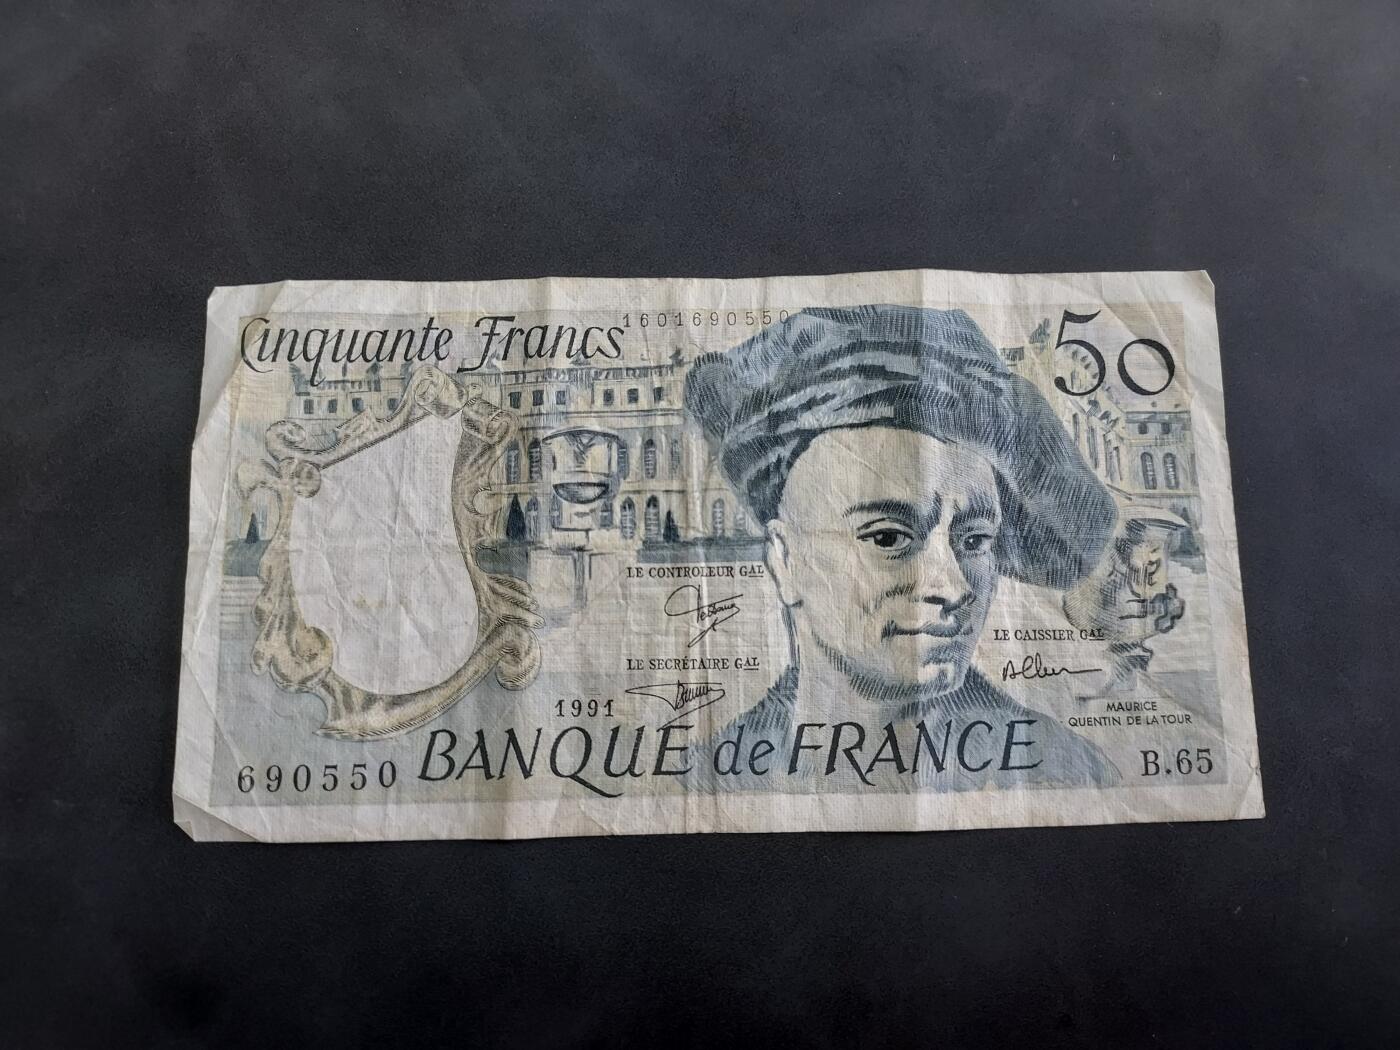 Cinquante Francs
1601690550
50
LE CONTROLEUR GAL
LE SECRÉTAIRE GAL
LE CAISSIER GAL
1991
MAURICE
QUENTIN DE LA TOUR
690550
BANQUE de FRANCE
B.65